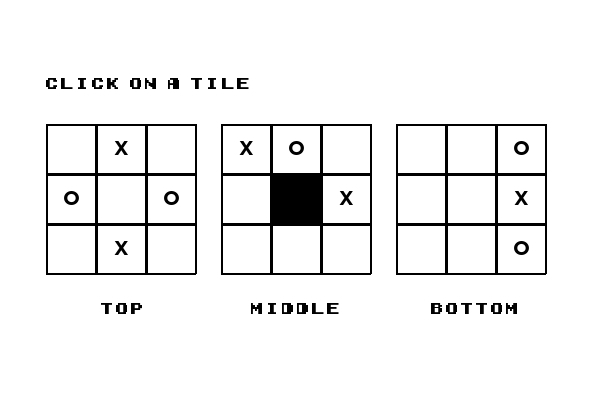 CLICK ON A TILE
X X O O
O O X X
X O
TOP MIDDLE BOTTOM